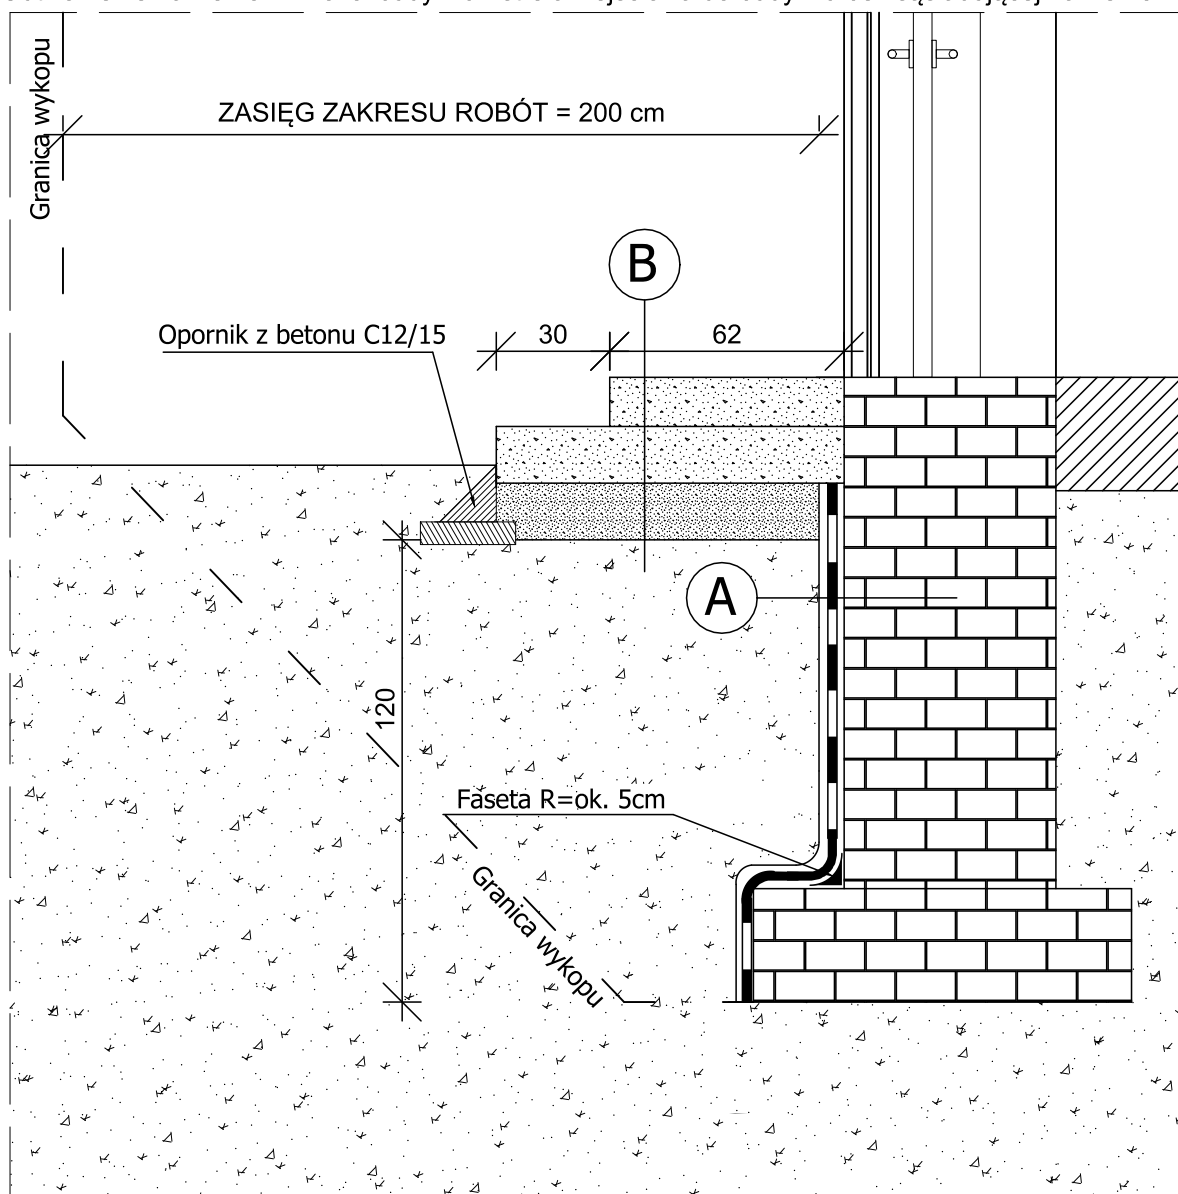 Granica wykopu
ZASIĘG ZAKRESU ROBÓT = 200 cm
B
Opornik z betonu C12/15
30
62
A
120
Faseta R=ok. 5cm
Granica wykopu